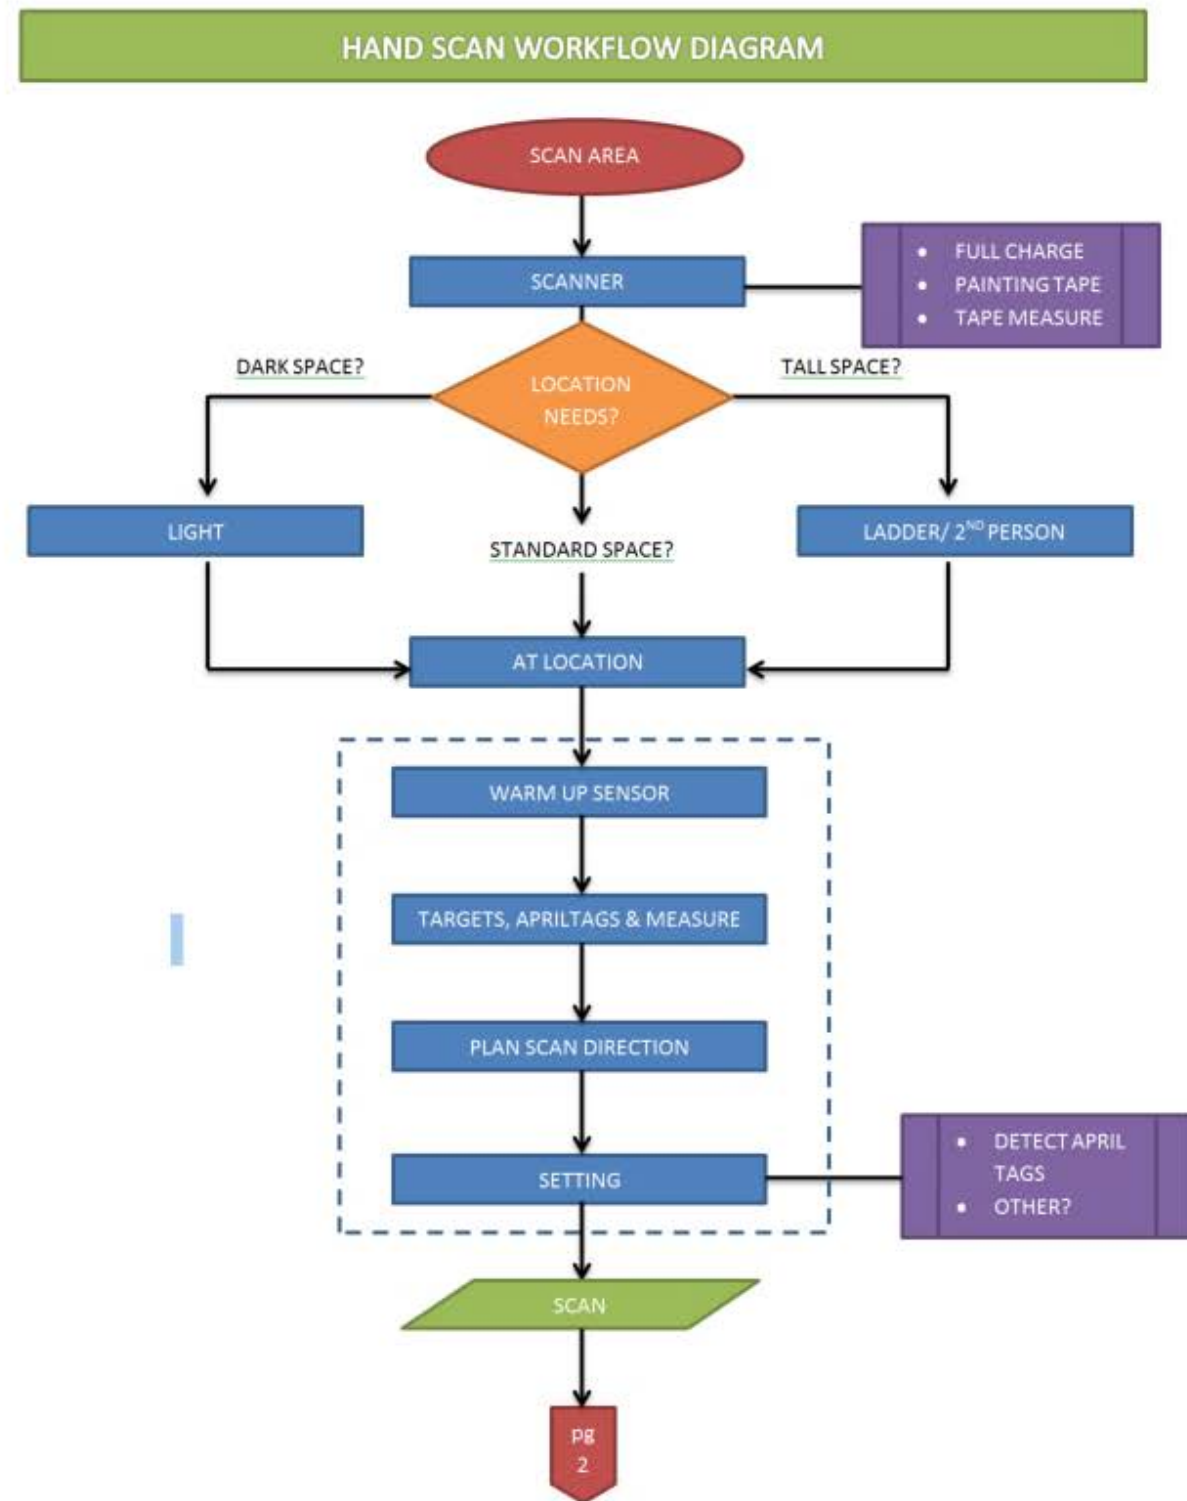 HAND SCAN WORKFLOW DIAGRAM
SCAN AREA
SCANNER
• FULL CHARGE
• PAINTING TAPE
• TAPE MEASURE
DARK SPACE?
LOCATION
NEEDS?
TALL SPACE?
LIGHT
STANDARD SPACE?
LADDER/ 2ND PERSON
AT LOCATION
WARM UP SENSOR
TARGETS, APRILTAGS & MEASURE
PLAN SCAN DIRECTION
SETTING
• DETECT APRIL
TAGS
• OTHER?
SCAN
pg
2